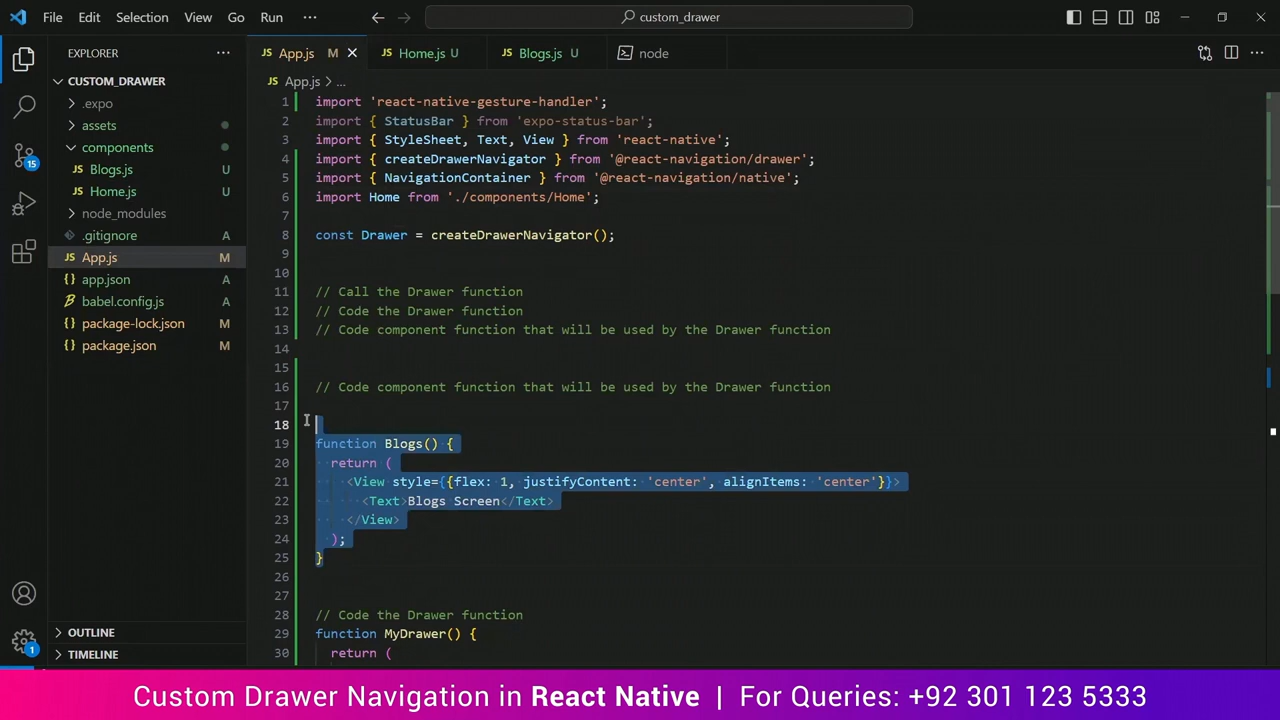 File Edit Selection View Go Run ··· custom_drawer
EXPLORER ··· JS App.js M JS Home.js U JS Blogs.js U node
CUSTOM_DRAWER
App.js > ...
.expo
assets
components
Blogs.js U
Home.js U
node_modules
.gitignore A
JS App.js M
{} app.json A
babel.config.js A
{} package-lock.json M
{} package.json M
OUTLINE
TIMELINE
15
1
1 import 'react-native-gesture-handler';
2 import { StatusBar } from 'expo-status-bar';
3 import { StyleSheet, Text, View } from 'react-native';
4 import { createDrawerNavigator } from '@react-navigation/drawer';
5 import { NavigationContainer } from '@react-navigation/native';
6 import Home from './components/Home';
7
8 const Drawer = createDrawerNavigator();
9
10
11 // Call the Drawer function
12 // Code the Drawer function
13 // Code component function that will be used by the Drawer function
14
15
16 // Code component function that will be used by the Drawer function
17
18
19 function Blogs() {
20 return (
21 <View style={{flex: 1, justifyContent: 'center', alignItems: 'center'}}>
22 <Text>Blogs Screen</Text>
23 </View>
24 );
25 }
26
27
28 // Code the Drawer function
29 function MyDrawer() {
30 return (
Custom Drawer Navigation in React Native | For Queries: +92 301 123 5333